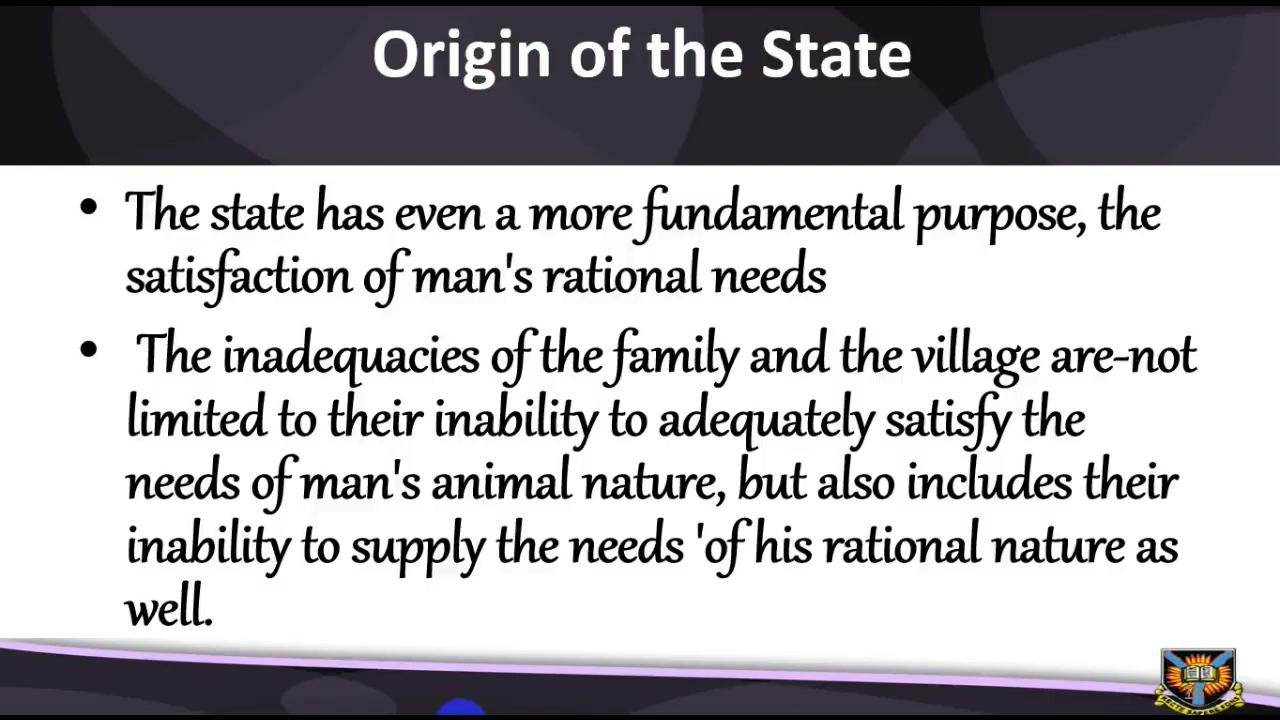 Origin of the State
• The state has even a more fundamental purpose, the
satisfaction of man's rational needs
• The inadequacies of the family and the village are-not
limited to their inability to adequately satisfy the
needs of man's animal nature, but also includes their
inability to supply the needs 'of his rational nature as
well.